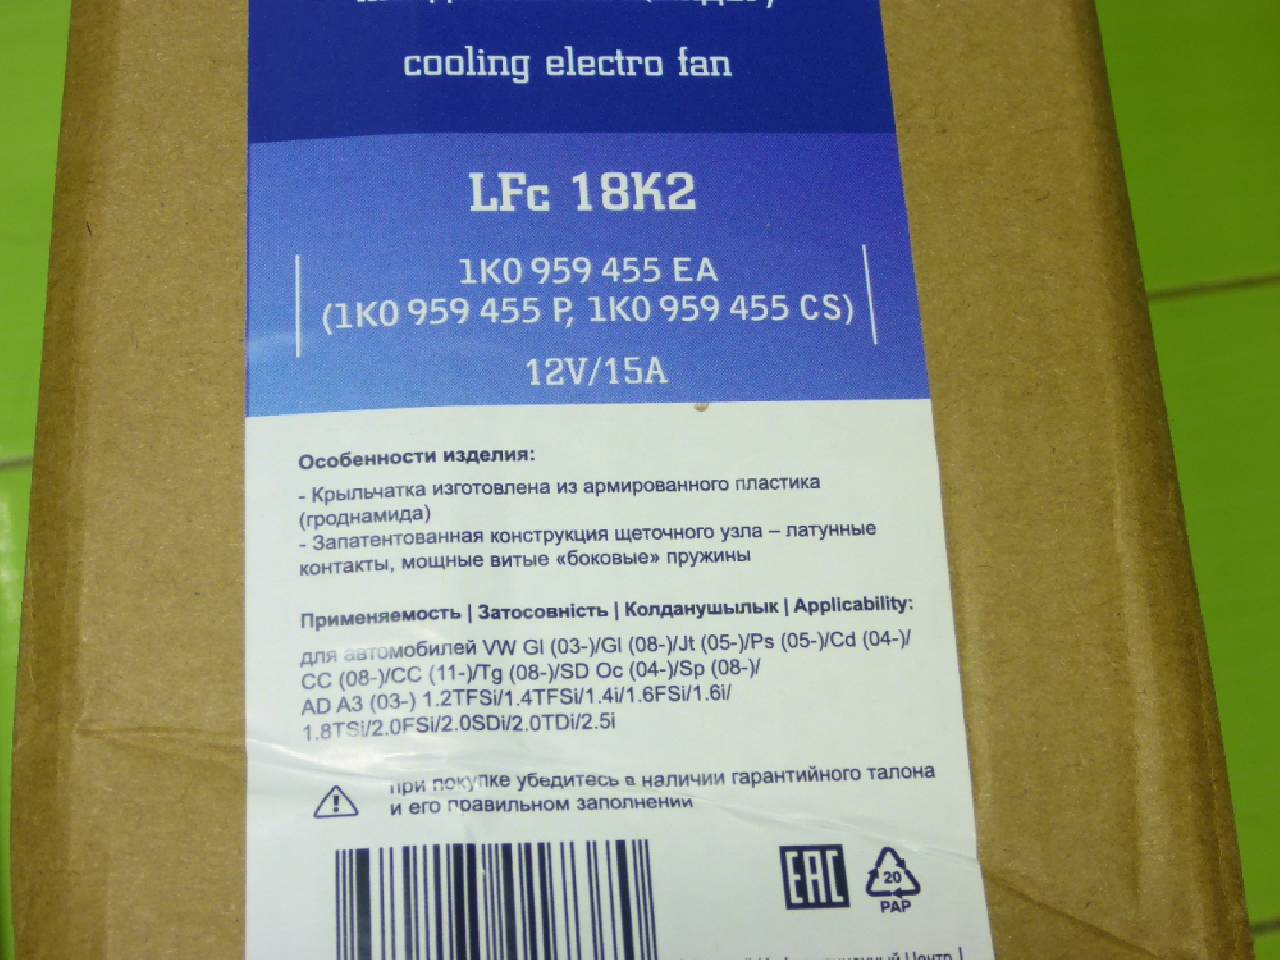 cooling electro fan
LFc 18K2
1K0 959 455 EA
(1K0 959 455 P, 1K0 959 455 CS)
12V/15A
Особенности изделия:
- Крыльчатка изготовлена из армированного пластика
(гроднамида)
- Запатентованная конструкция щеточного узла – латунные
контакты, мощные витые «боковые» пружины
Применяемость | Затосовність | Колданушылык | Applicability:
для автомобилей VW Gl (03-)/Gl (08-)/Jt (05-)/Ps (05-)/Cd (04-)/
CC (08-)/CC (11-)/Tg (08-)/SD Oc (04-)/Sp (08-)/
AD A3 (03-) 1.2TFSi/1.4TFSi/1.4i/1.6FSi/1.6i/
1.8TSi/2.0FSi/2.0SDi/2.0TDi/2.5i
при покупке убедитесь в наличии гарантийного талона
и его правильном заполнении
EAC
20
PAP